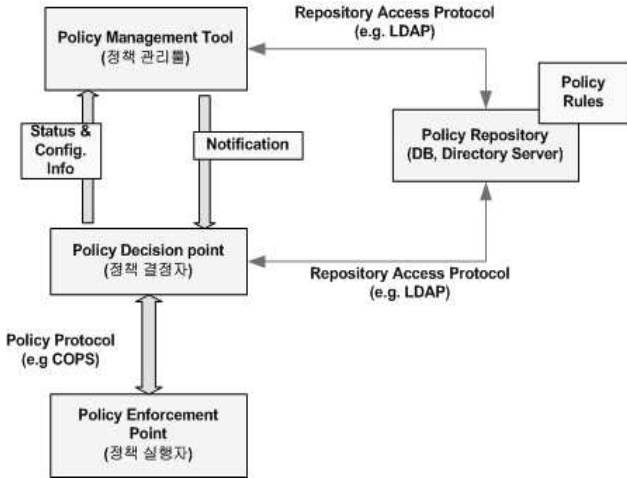 Repository Access Protocol
(e.g. LDAP)
Policy Management Tool
(정책 관리툴)
Policy
Rules
Status &
Config.
Info
Notification
Policy Repository
(DB, Directory Server)
Policy Decision point
(정책 결정자)
Repository Access Protocol
(e.g. LDAP)
Policy Protocol
(e.g COPS)
Policy Enforcement
Point
(정책 실행자)